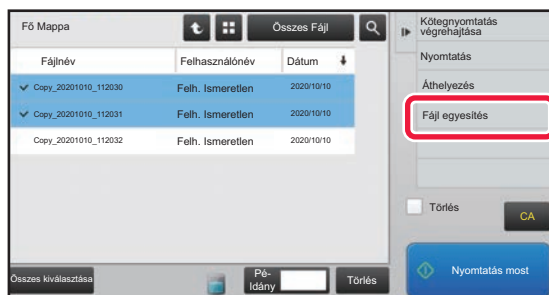 Fő Mappa
Összes Fájl
Fájlnév Felhasználónév Dátum
Copy_20201010_112030 Felh. Ismeretlen 2020/10/10
Copy_20201010_112031 Felh. Ismeretlen 2020/10/10
Copy_20201010_112032 Felh. Ismeretlen 2020/10/10
Összes kiválasztása
Pé-
ldány
Törlés
Kötegnyomtatás
végrehajtása
Nyomtatás
Áthelyezés
Fájl egyesítés
Törlés
CA
Nyomtatás most